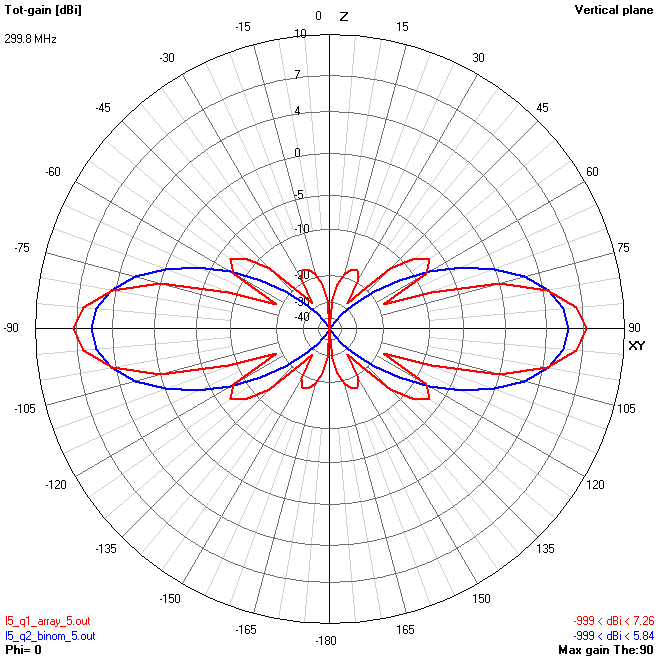 Tot-gain [dBi]
0 Z
Vertical plane
299.8 MHz
-15
15
10
-30
30
7
-45
4
45
0
-60
60
-5
-10
-75
75
-20
-30
-40
-90
90
XY
-105
105
-120
120
-135
135
-150
150
-165
165
-180
l5_q1_array_5.out
-999 < dBi < 7.26
l5_q2_binom_5.out
-999 < dBi < 5.84
Phi= 0
Max gain The:90